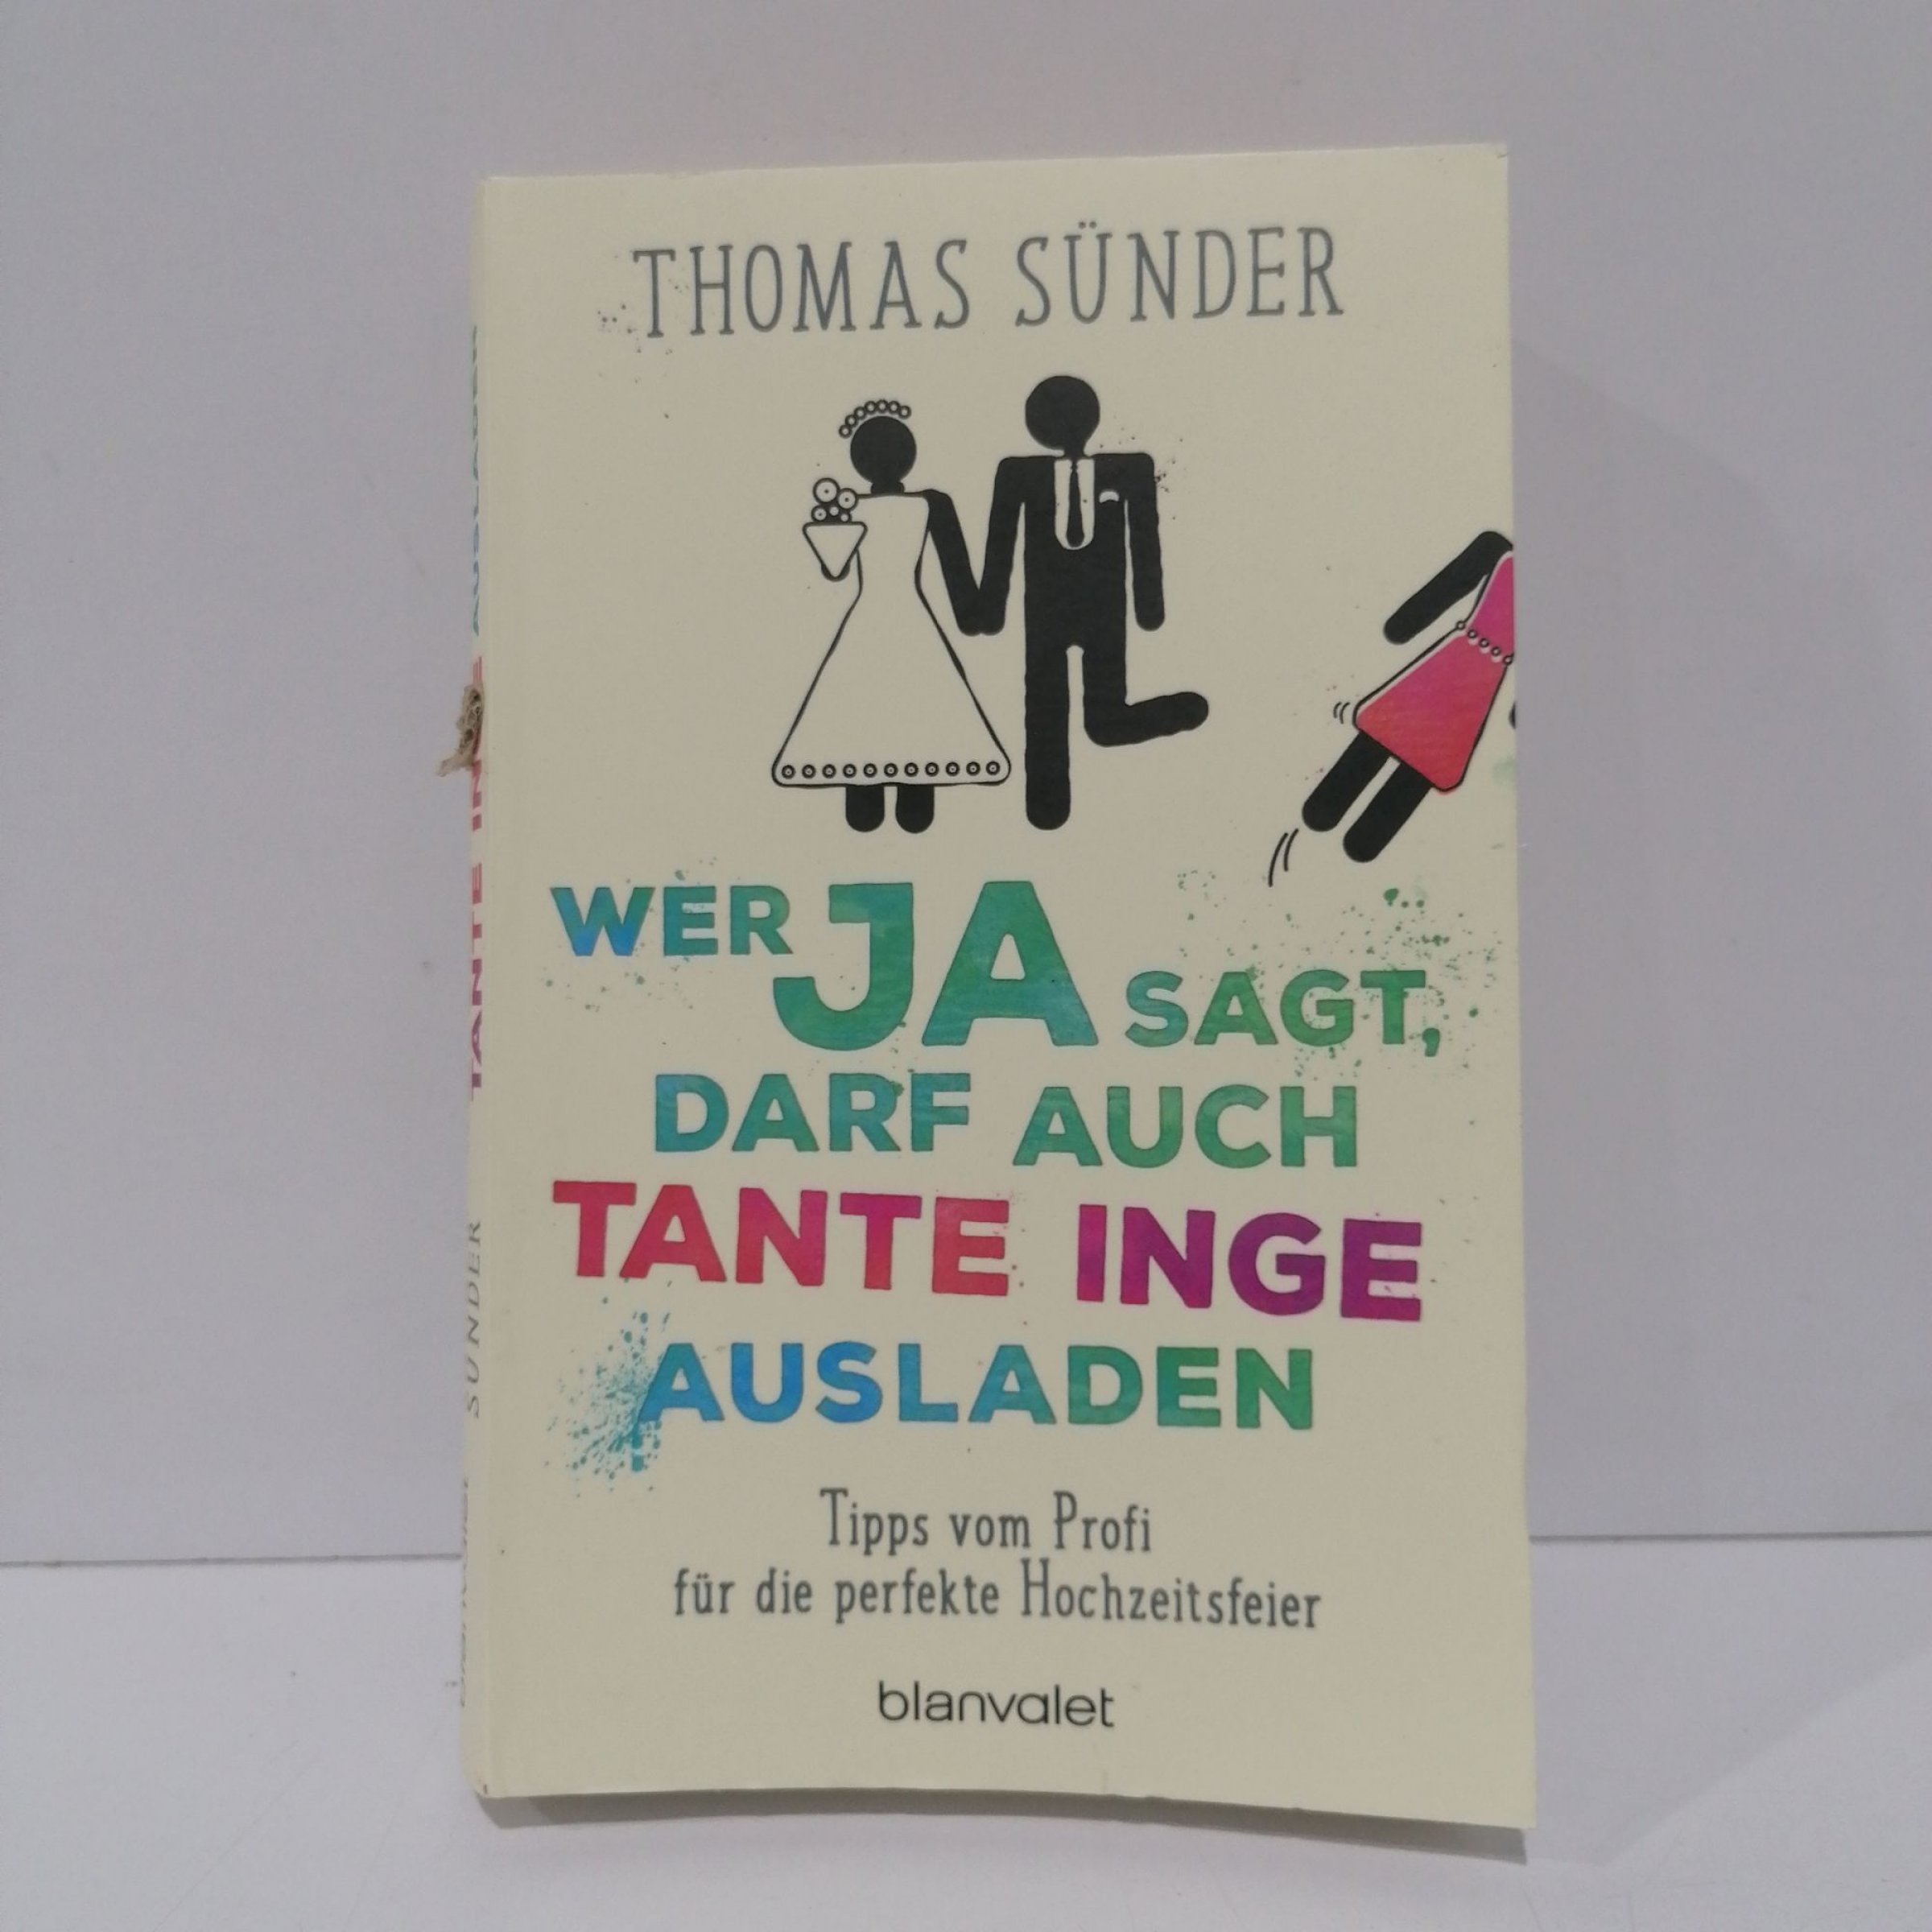 THOMAS SÜNDER
WER JA SAGT,
DARF AUCH
TANTE INGE
AUSLADEN
Tipps vom Profi
für die perfekte Hochzeitsfeier
blanvalet
SÜNDER TANTE INGE AUSLADEN